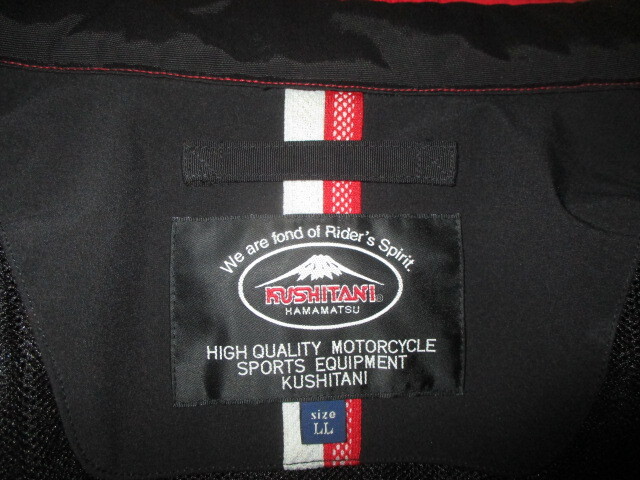 We are fond of Rider's Spirit.
KUSHITANI®
HAMAMATSU
HIGH QUALITY MOTORCYCLE
SPORTS EQUIPMENT
KUSHITANI
size
LL